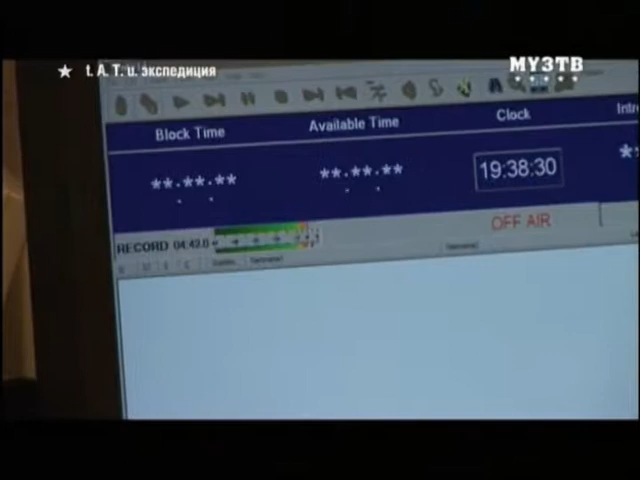 ★ t. A. T. u. экспедиция
МУЗТВ
Block Time
Available Time
Clock
**:**:**
**:**:**
19:38:30
OFF AIR
RECORD 04:43.0